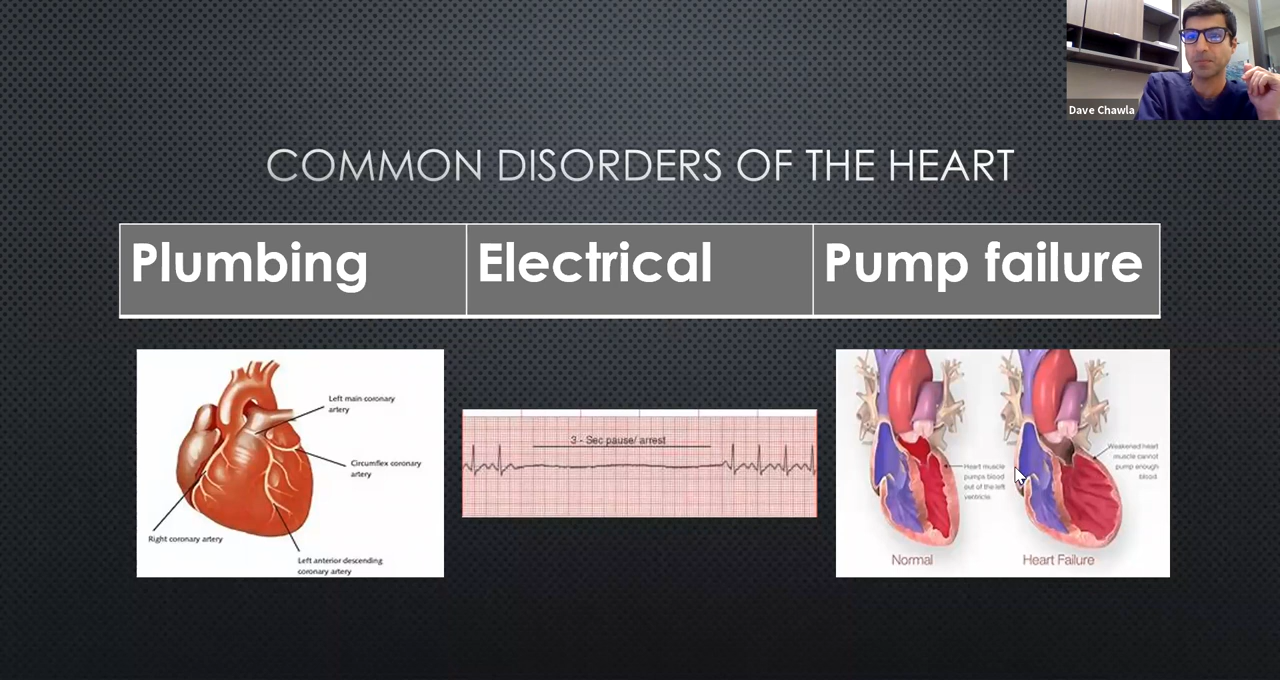 Dave Chawla
COMMON DISORDERS OF THE HEART
Plumbing
Electrical
Pump failure
Left main coronary
artery
Circumflex coronary
artery
Right coronary artery
Left anterior descending
coronary artery
3 - Sec pause/ arrest
Heart muscle
pumps blood
out of the left
ventricle.
Weakened heart
muscle cannot
pump enough
blood.
Normal
Heart Failure